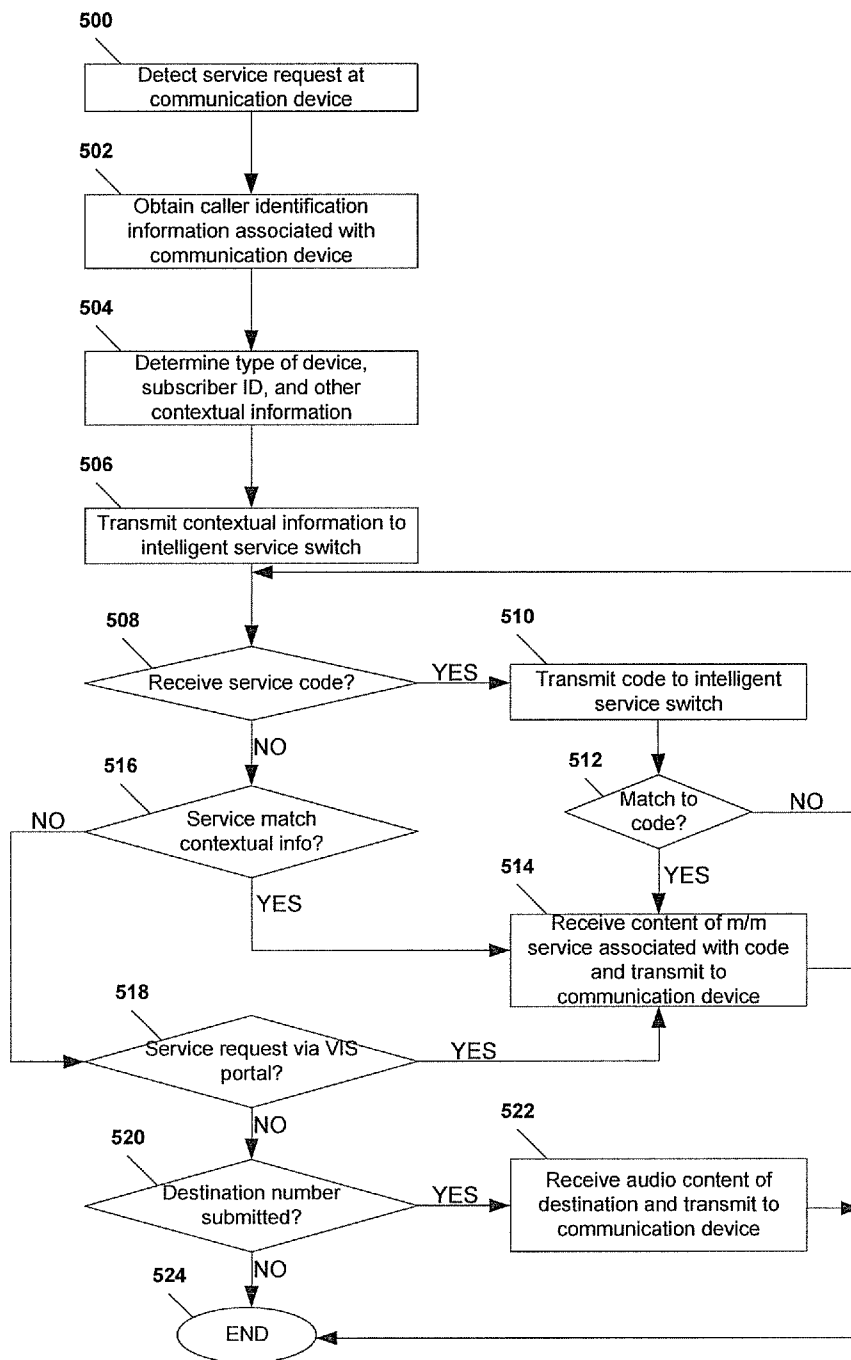 500
Detect service request at
communication device
502
Obtain caller identification
information associated with
communication device
504
Determine type of device,
subscriber ID, and other
contextual information
506
Transmit contextual information to
intelligent service switch
508
Receive service code?
YES
510
Transmit code to intelligent
service switch
NO
512
Match to
code?
NO
YES
516
Service match
contextual info?
NO
YES
514
Receive content of m/m
service associated with code
and transmit to
communication device
518
Service request via VIS
portal?
YES
NO
520
Destination number
submitted?
YES
522
Receive audio content of
destination and transmit to
communication device
NO
524
END